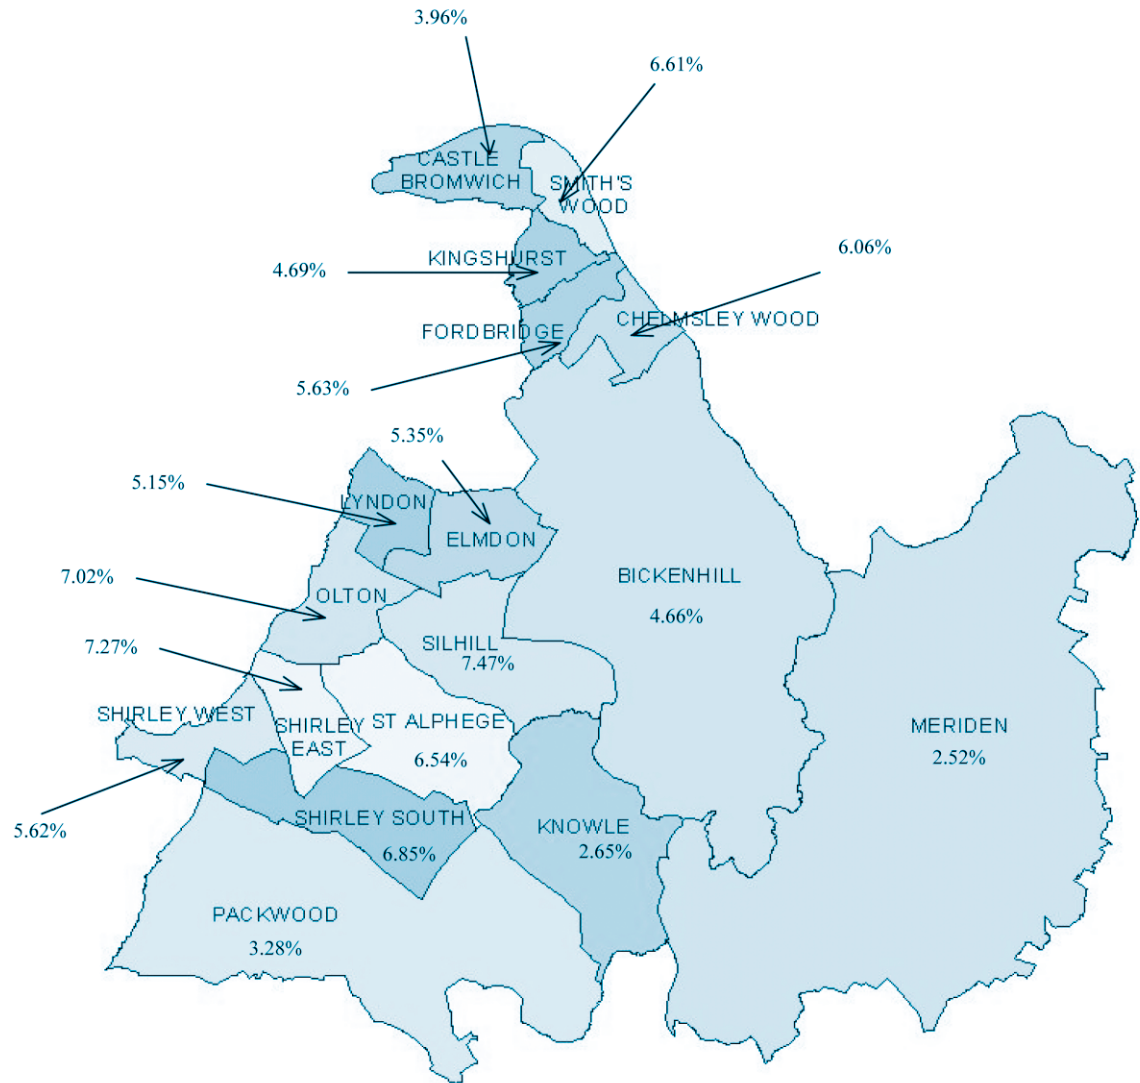 3.96%
6.61%
CASTLE
BROMWICH
SMITH'S
WOOD
6.06%
KINGSHURST
4.69%
CHELMSLEY WOOD
FORDBRIDGE
5.63%
5.35%
5.15%
LYNDON
ELMDON
7.02%
BICKENHILL
4.66%
OLTON
7.27%
SILHILL
7.47%
SHIRLEY WEST
SHIRLEY
EAST
ST ALPHEGE
6.54%
MERIDEN
2.52%
5.62%
SHIRLEY SOUTH
6.85%
KNOWLE
2.65%
PACKWOOD
3.28%